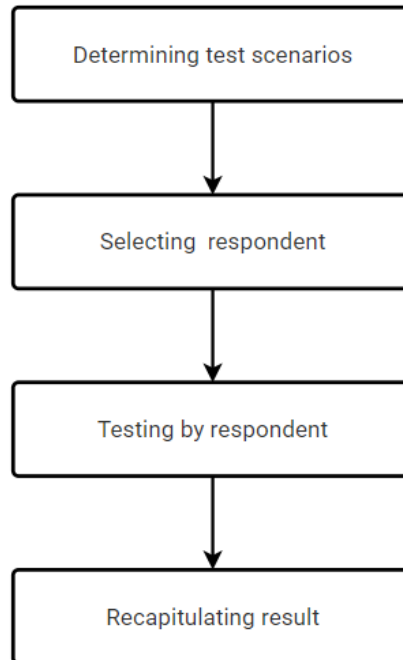 Determining test scenarios
Selecting  respondent
Testing by respondent
Recapitulating result